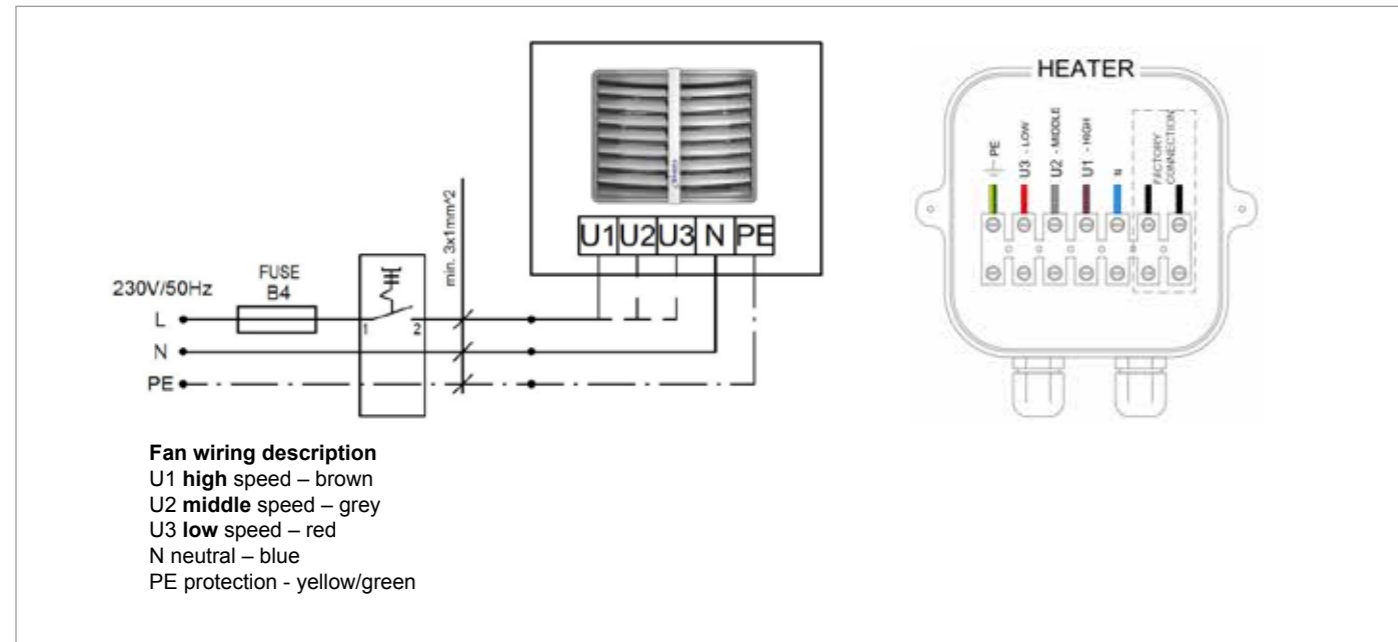 230V/50Hz
L
N
PE
FUSE
B4
1
2
min. 3x1mm^2
U1 U2 U3 N PE
HEATER
PE
U3 - LOW
U2 - MIDDLE
U1 - HIGH
N
FACTORY
CONNECTION
Fan wiring description
U1 high speed – brown
U2 middle speed – grey
U3 low speed – red
N neutral – blue
PE protection - yellow/green